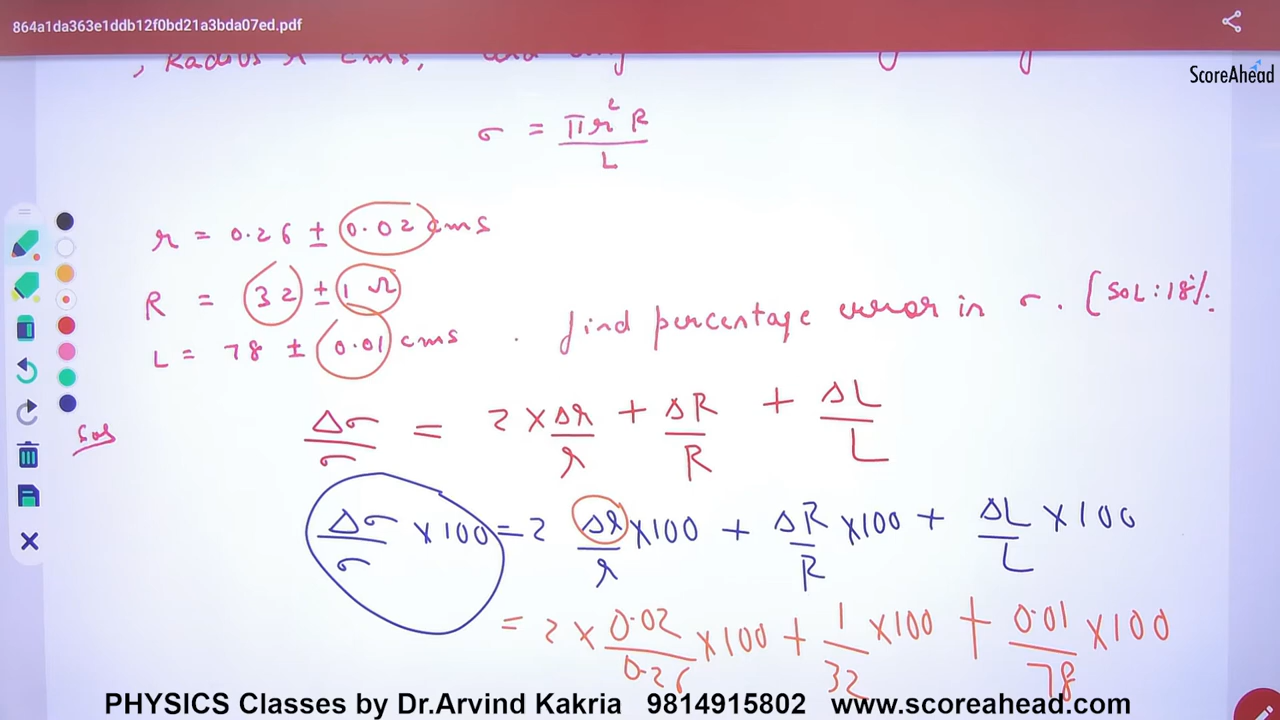 864a1da363e1ddb12f0bd21a3bda07ed.pdf
, Radius r cms, and
ScoreAhead
σ = πr²R / L
r = 0.26 ± 0.02 cms
R = 32 ± 1 Ω
L = 78 ± 0.01 cms . find percentage error in σ. [SOL: 18%.
Sol
Δσ/σ = 2 × Δr/r + ΔR/R + ΔL/L
Δσ/σ × 100 = 2 Δr/r × 100 + ΔR/R × 100 + ΔL/L × 100
= 2 × 0.02/0.26 × 100 + 1/32 × 100 + 0.01/78 × 100
PHYSICS Classes by Dr.Arvind Kakria 9814915802 www.scoreahead.com